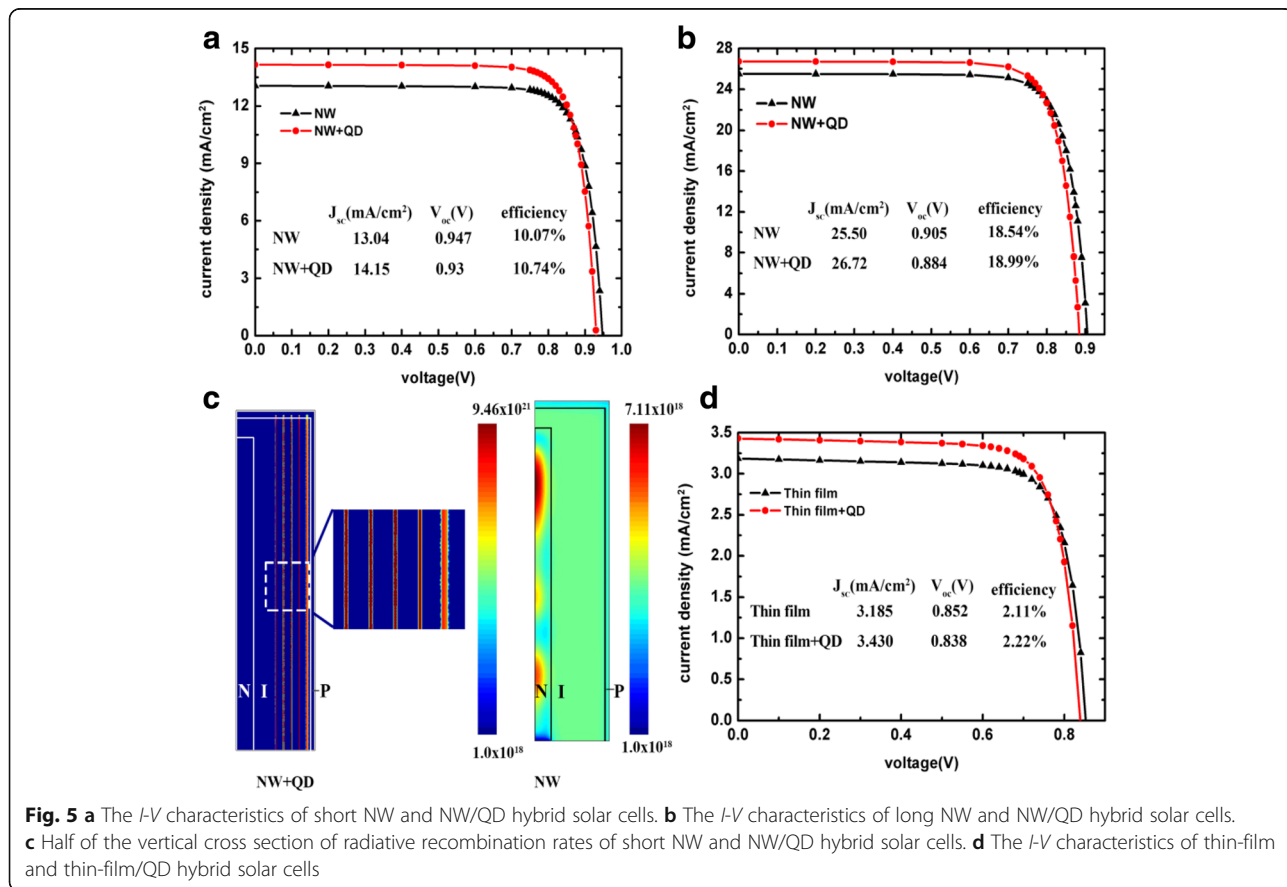 a
15
12
9
6
3
0
current density (mA/cm²)
NW
NW+QD
Jsc(mA/cm²) Voc(V) efficiency
NW 13.04 0.947 10.07%
NW+QD 14.15 0.93 10.74%
0.0 0.1 0.2 0.3 0.4 0.5 0.6 0.7 0.8 0.9 1.0
voltage(V)
b
28
24
20
16
12
8
4
0
current density (mA/cm²)
NW
NW+QD
Jsc(mA/cm²) Voc(V) efficiency
NW 25.50 0.905 18.54%
NW+QD 26.72 0.884 18.99%
0.0 0.1 0.2 0.3 0.4 0.5 0.6 0.7 0.8 0.9
voltage(V)
c
N I P
NW+QD
9.46x10²¹
1.0x10¹⁸
N I P
NW
7.11x10¹⁸
1.0x10¹⁸
d
3.5
3.0
2.5
2.0
1.5
1.0
0.5
0.0
current density (mA/cm²)
Thin film
Thin film+QD
Jsc(mA/cm²) Voc(V) efficiency
Thin film 3.185 0.852 2.11%
Thin film+QD 3.430 0.838 2.22%
0.0 0.2 0.4 0.6 0.8
voltage(V)
Fig. 5 a The I-V characteristics of short NW and NW/QD hybrid solar cells. b The I-V characteristics of long NW and NW/QD hybrid solar cells.
c Half of the vertical cross section of radiative recombination rates of short NW and NW/QD hybrid solar cells. d The I-V characteristics of thin-film
and thin-film/QD hybrid solar cells